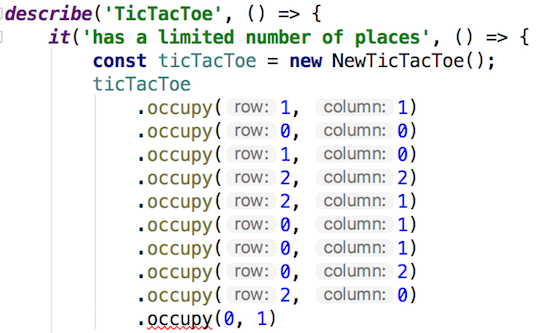 describe('TicTacToe', () => {
it('has a limited number of places', () => {
const ticTacToe = new NewTicTacToe();
ticTacToe
.occupy( row: 1, column: 1)
.occupy( row: 0, column: 0)
.occupy( row: 1, column: 0)
.occupy( row: 2, column: 2)
.occupy( row: 2, column: 1)
.occupy( row: 0, column: 1)
.occupy( row: 0, column: 1)
.occupy( row: 0, column: 2)
.occupy( row: 2, column: 0)
.occupy(0, 1)